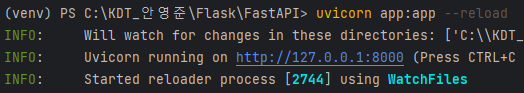 (venv) PS C:\KDT_안영준\Flask\FastAPI> uvicorn app:app --reload
INFO:     Will watch for changes in these directories: ['C:\\KDT_
INFO:     Uvicorn running on http://127.0.0.1:8000 (Press CTRL+C
INFO:     Started reloader process [2744] using WatchFiles